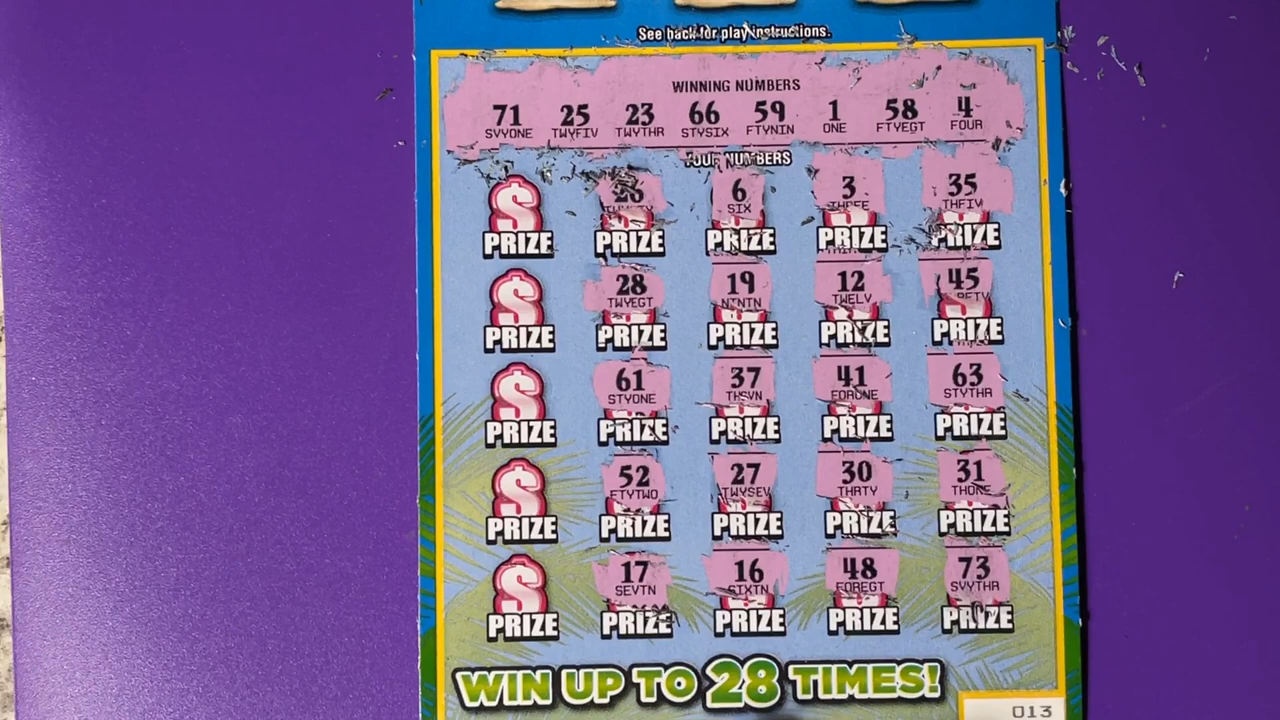 See back for play instructions.
WINNING NUMBERS
71 25 23 66 59 1 58 4
SVYONE TWYFIV TWYTHR STYSIX FTYNIN ONE FTYEGT FOUR
YOUR NUMBERS
6 3 35
SIX THREE THFIV
PRIZE PRIZE PRIZE PRIZE PRIZE
28 19 12 45
TWYEGT NINTN TWELV
PRIZE PRIZE PRIZE PRIZE PRIZE
61 37 41 63
STYONE THSVN FORONE STYTHR
PRIZE PRIZE PRIZE PRIZE PRIZE
52 27 30 31
FTYTWO TWYSEV THRTY THONE
PRIZE PRIZE PRIZE PRIZE PRIZE
17 16 48 73
SEVTN SIXTN FOREGT SVYTHR
PRIZE PRIZE PRIZE PRIZE PRIZE
WIN UP TO 28 TIMES!
013